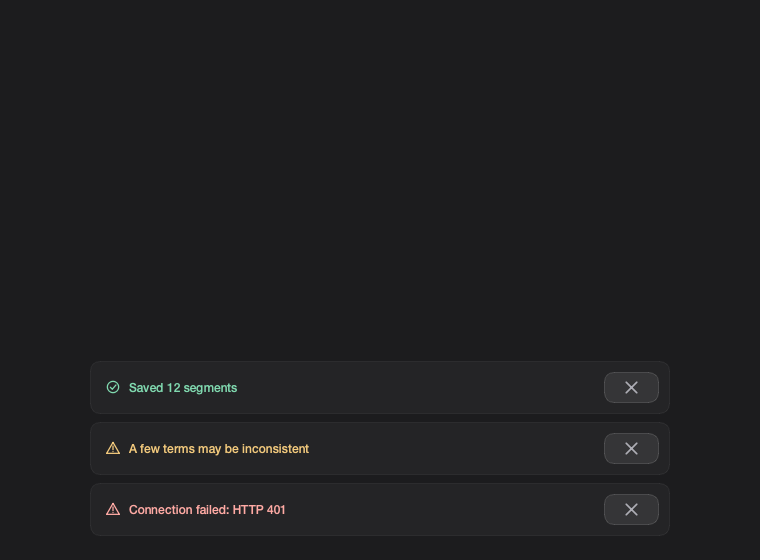 Saved 12 segments
A few terms may be inconsistent
Connection failed: HTTP 401